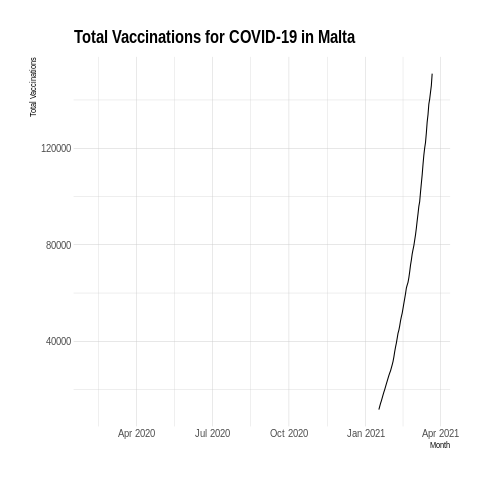 Total Vaccinations for COVID-19 in Malta
Total Vaccinations
120000
80000
40000
Apr 2020 Jul 2020 Oct 2020 Jan 2021 Apr 2021
Month